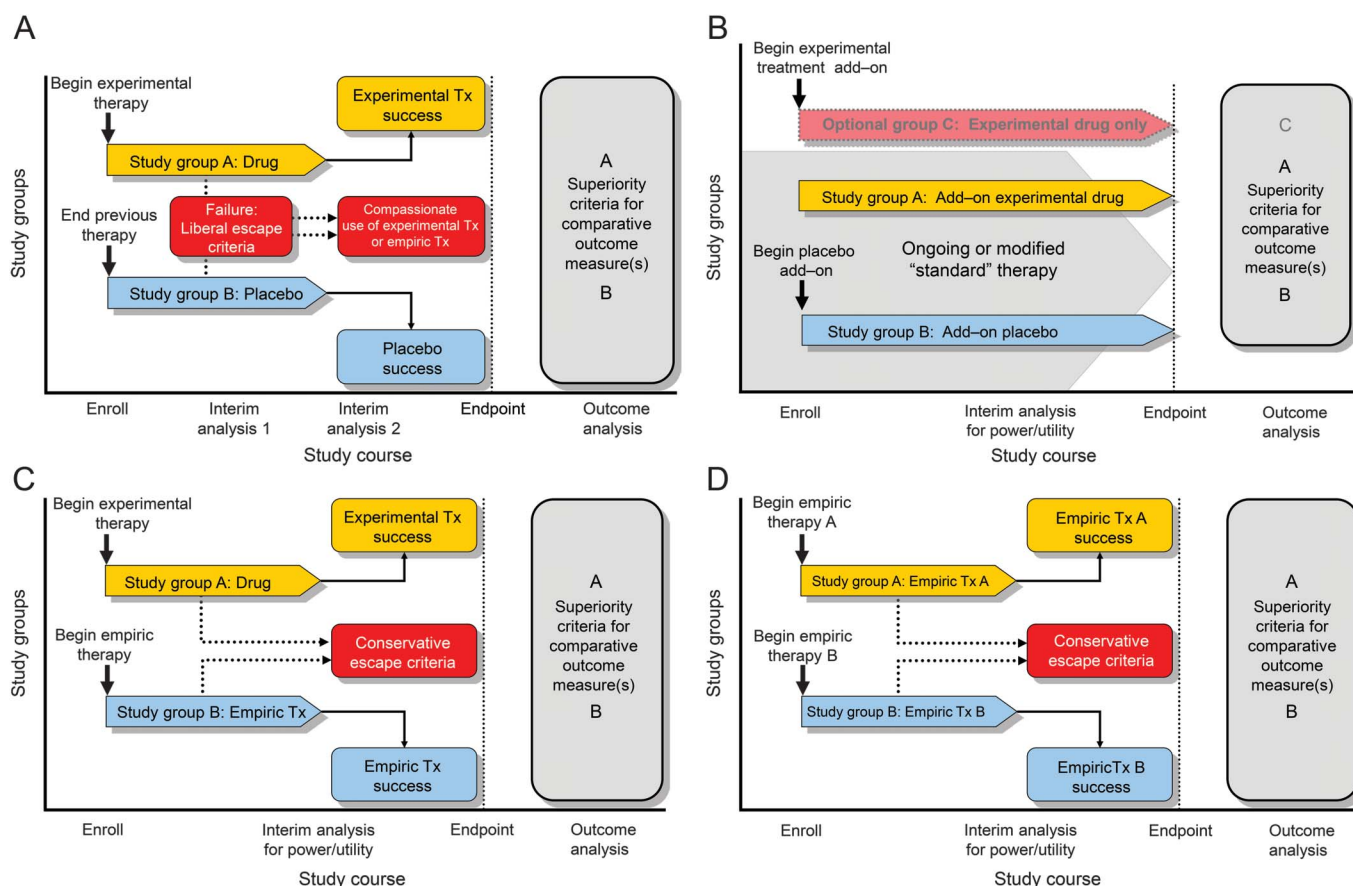 A
Begin experimental
therapy
Experimental Tx
success
Study group A: Drug
End previous
therapy
Failure:
Liberal escape
criteria
Compassionate
use of experimental Tx
or empiric Tx
Study group B: Placebo
Placebo
success
A
Superiority
criteria for
comparative
outcome
measure(s)
B
Study groups
Enroll
Interim
analysis 1
Interim
analysis 2
Endpoint
Outcome
analysis
Study course
B
Begin experimental
treatment add–on
Optional group C: Experimental drug only
Study group A: Add–on experimental drug
Begin placebo
add–on
Ongoing or modified
“standard” therapy
Study group B: Add–on placebo
C
A
Superiority
criteria for
comparative
outcome
measure(s)
B
Study groups
Enroll
Interim analysis
for power/utility
Endpoint
Outcome
analysis
Study course
C
Begin experimental
therapy
Experimental Tx
success
Study group A: Drug
Begin empiric
therapy
Conservative
escape criteria
Study group B: Empiric Tx
Empiric Tx
success
A
Superiority
criteria for
comparative
outcome
measure(s)
B
Study groups
Enroll
Interim analysis
for power/utility
Endpoint
Outcome
analysis
Study course
D
Begin empiric
therapy A
Empiric Tx A
success
Study group A: Empiric Tx A
Begin empiric
therapy B
Conservative
escape criteria
Study group B: Empiric Tx B
EmpiricTx B
success
A
Superiority
criteria for
comparative
outcome
measure(s)
B
Study groups
Enroll
Interim analysis
for power/utility
Endpoint
Outcome
analysis
Study course